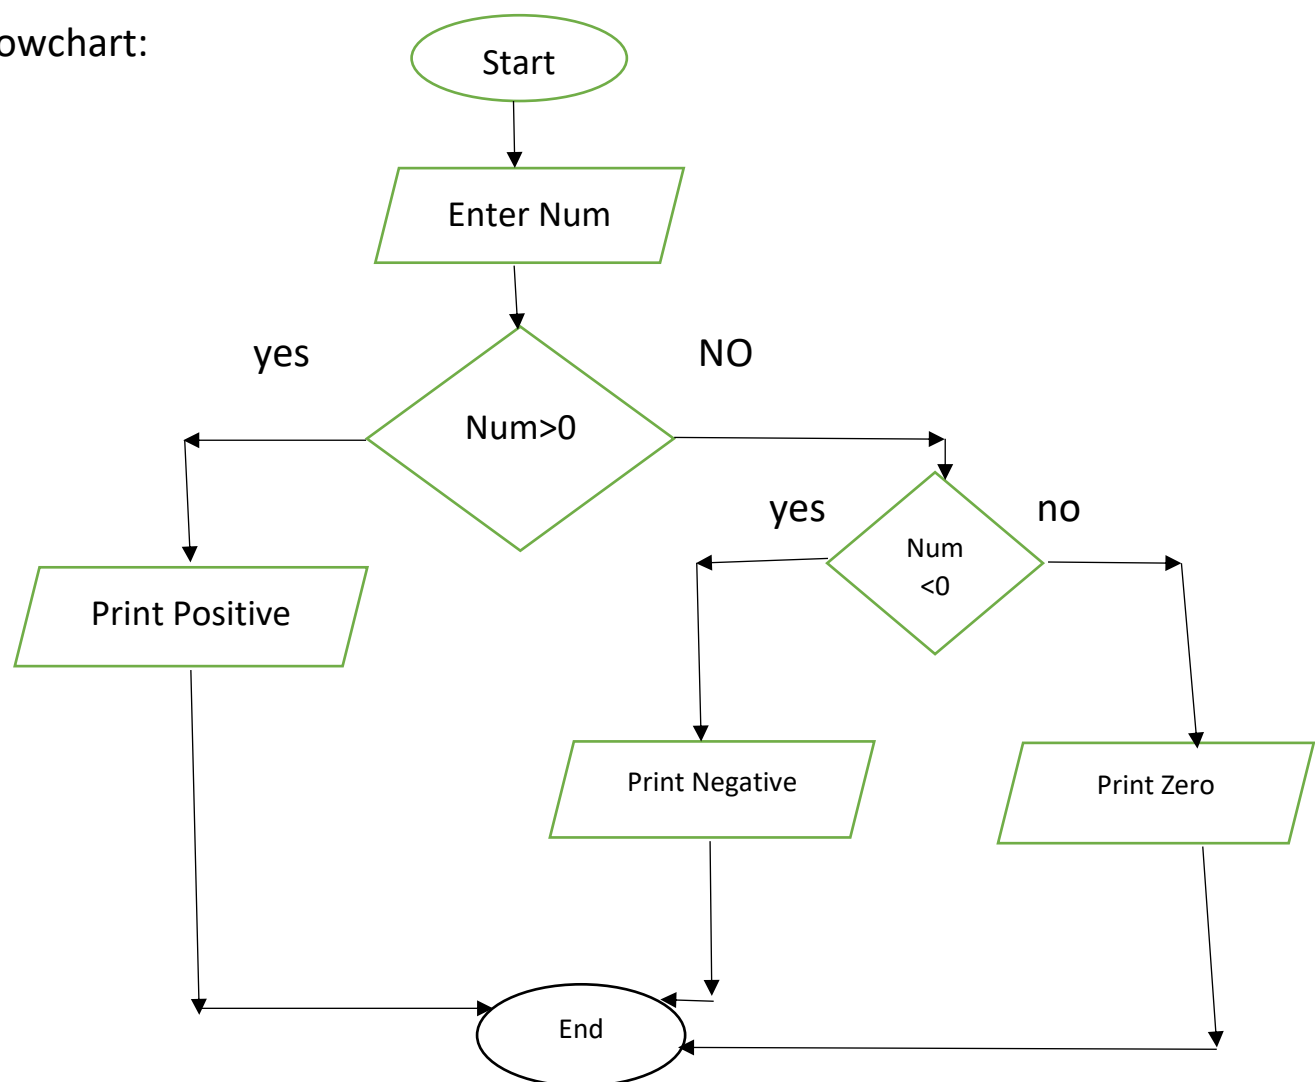 owchart:
Start
Enter Num
yes
NO
Num>0
yes
no
Num
<0
Print Positive
Print Negative
Print Zero
End